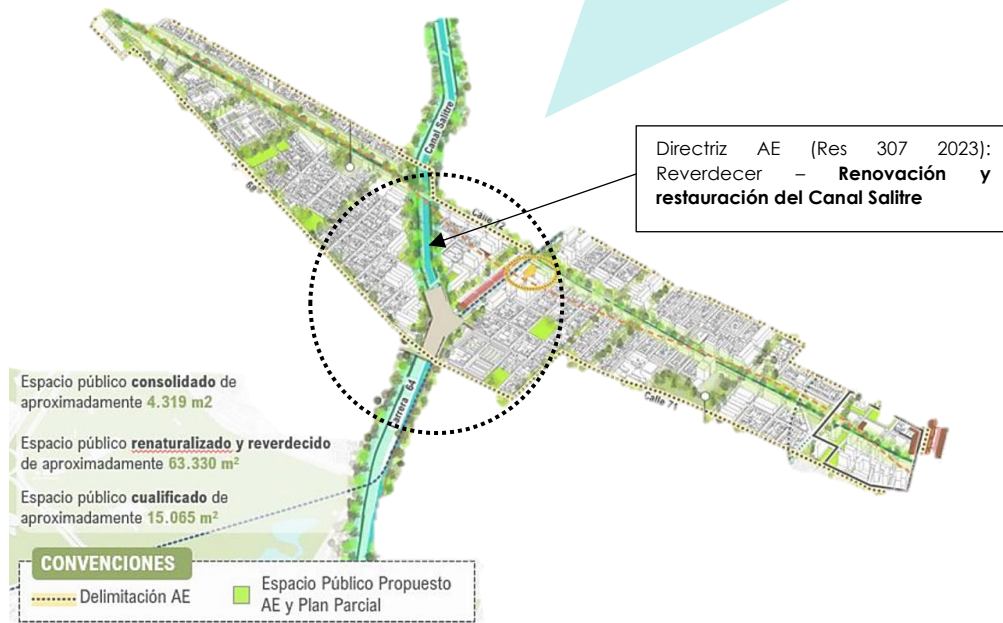 Canal Salitre
Directriz AE (Res 307 2023):
Reverdecer – Renovación y
restauración del Canal Salitre
68
Calle 72
Carrera 64
Calle 71
Espacio público consolidado de
aproximadamente 4.319 m2
Espacio público renaturalizado y reverdecido
de aproximadamente 63.330 m²
Espacio público cualificado de
aproximadamente 15.065 m²
CONVENCIONES
Delimitación AE
Espacio Público Propuesto
AE y Plan Parcial